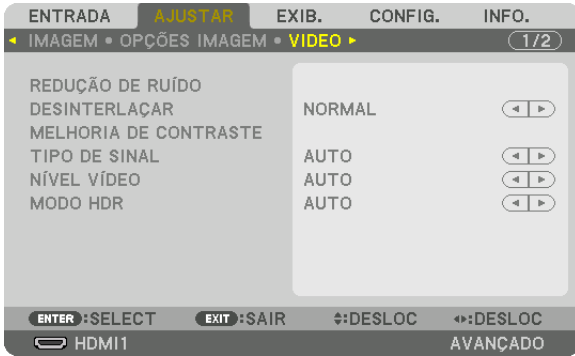 ENTRADA AJUSTAR EXIB. CONFIG. INFO.
IMAGEM • OPÇÕES IMAGEM • VIDEO 1/2
REDUÇÃO DE RUÍDO
DESINTERLAÇAR NORMAL
MELHORIA DE CONTRASTE
TIPO DE SINAL AUTO
NÍVEL VÍDEO AUTO
MODO HDR AUTO
ENTER :SELECT EXIT :SAIR :DESLOC :DESLOC
HDMI1 AVANÇADO